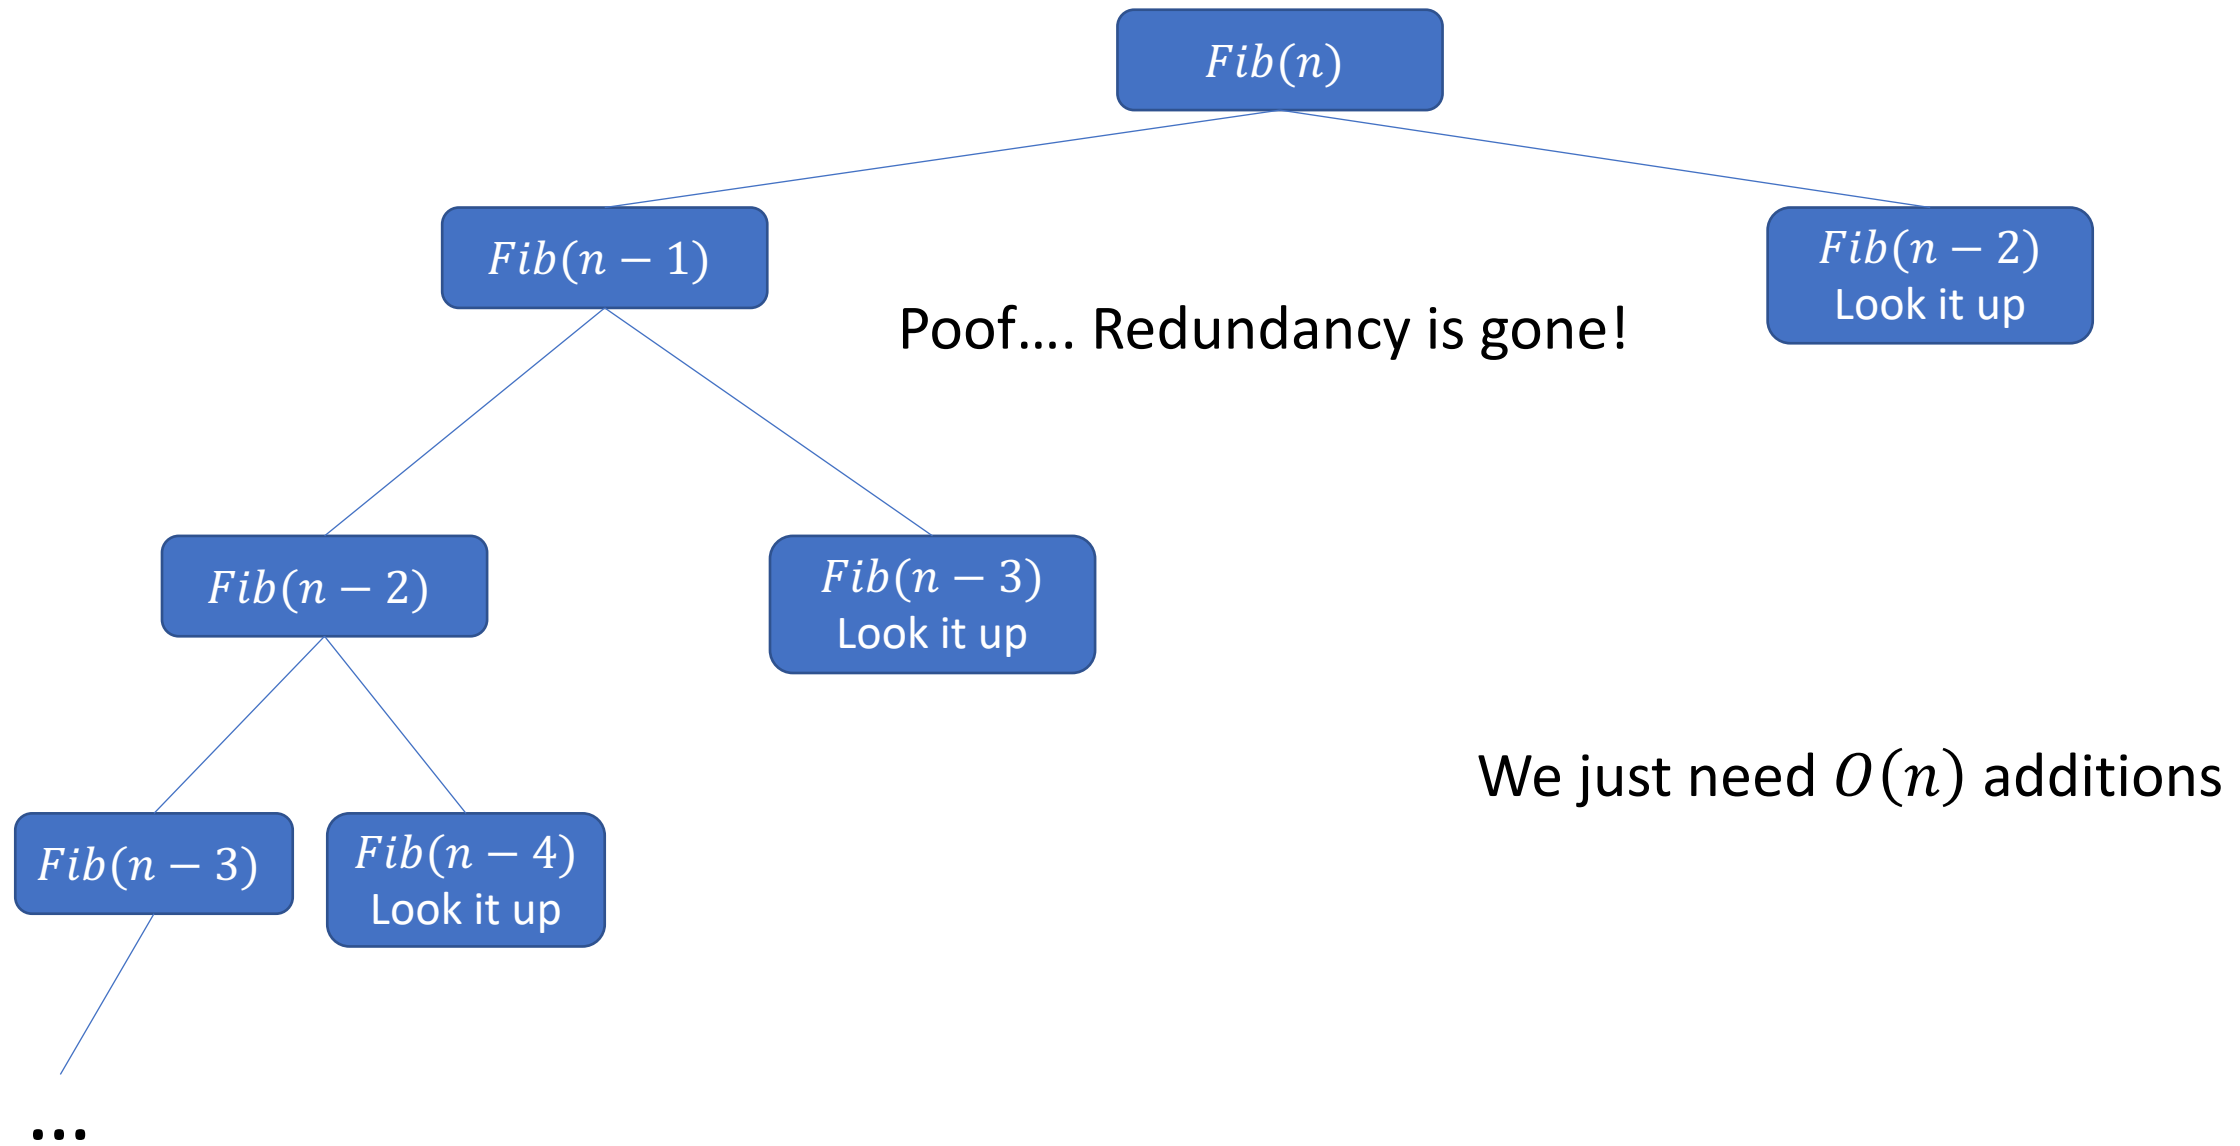 Fib(n)
Fib(n − 1)
Fib(n − 2)
Look it up
Poof.... Redundancy is gone!
Fib(n − 2)
Fib(n − 3)
Look it up
We just need O(n) additions
Fib(n − 3)
Fib(n − 4)
Look it up
...